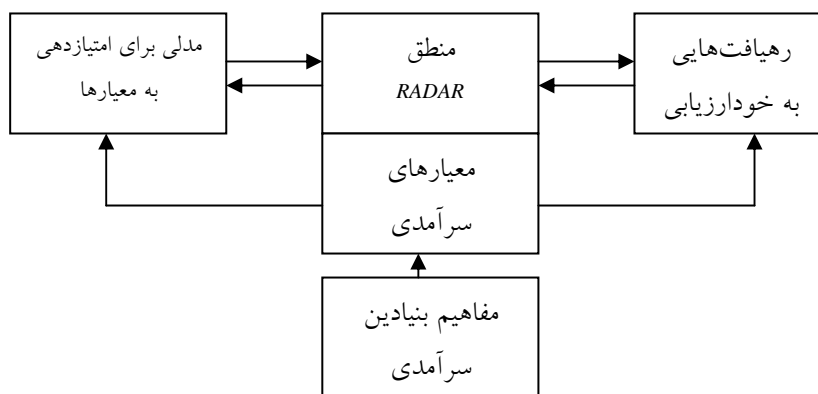 رهیافت‌هایی
به خودارزیابی
منطق
RADAR
مدلی برای امتیازدهی
به معیارها
معیارهای
سرآمدی
مفاهیم بنیادین
سرآمدی